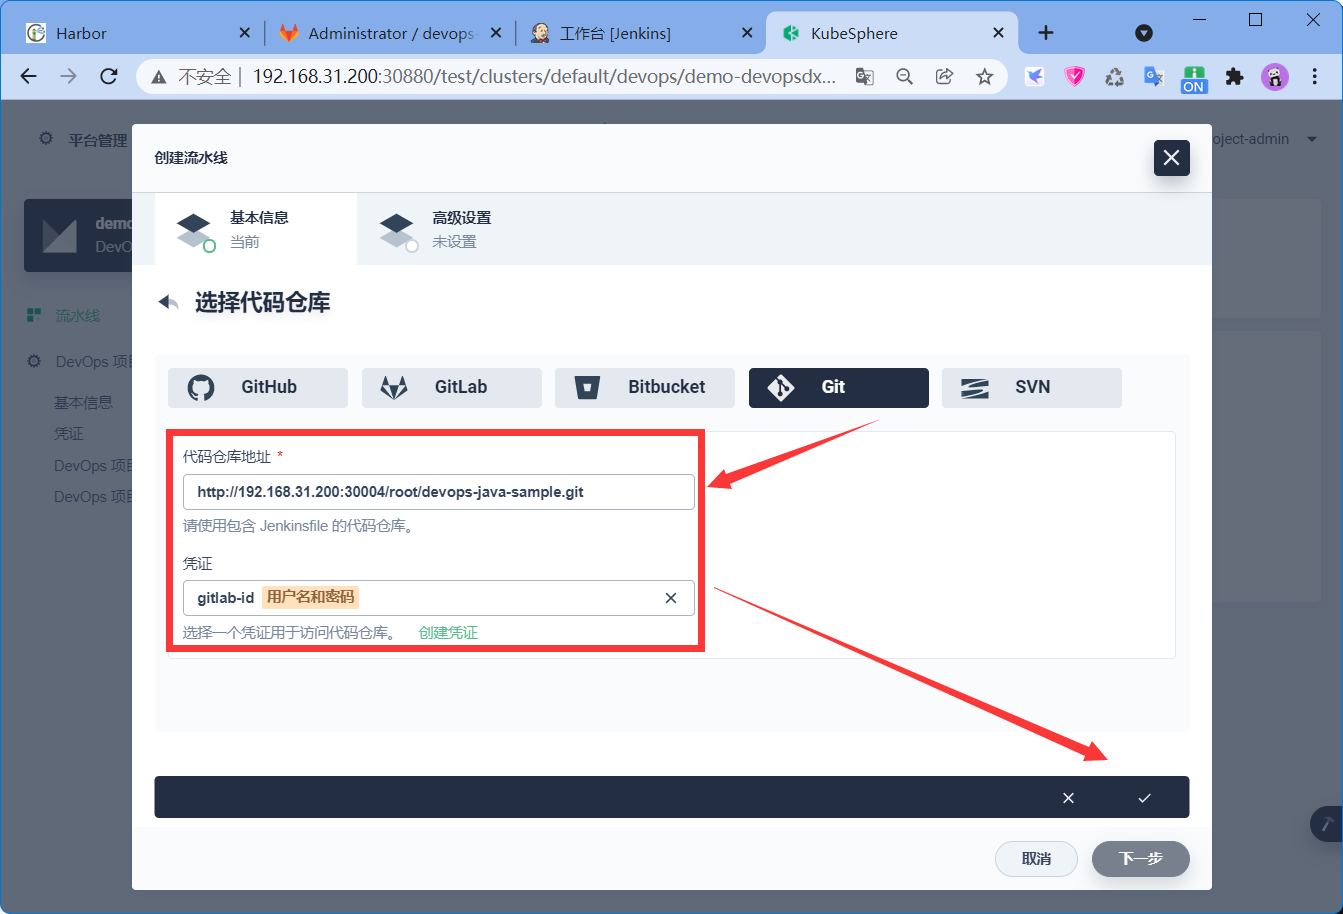 Harbor
Administrator / devops-
工作台 [Jenkins]
KubeSphere
不安全
192.168.31.200:30880/test/clusters/default/devops/demo-devopsdx...
ON
平台管理
oject-admin
创建流水线
demo
DevO
基本信息
当前
高级设置
未设置
选择代码仓库
流水线
DevOps 项目
基本信息
凭证
DevOps 项目
DevOps 项目
GitHub
GitLab
Bitbucket
Git
SVN
代码仓库地址 *
http://192.168.31.200:30004/root/devops-java-sample.git
请使用包含 Jenkinsfile 的代码仓库。
凭证
gitlab-id 用户名和密码
选择一个凭证用于访问代码仓库。 创建凭证
取消
下一步